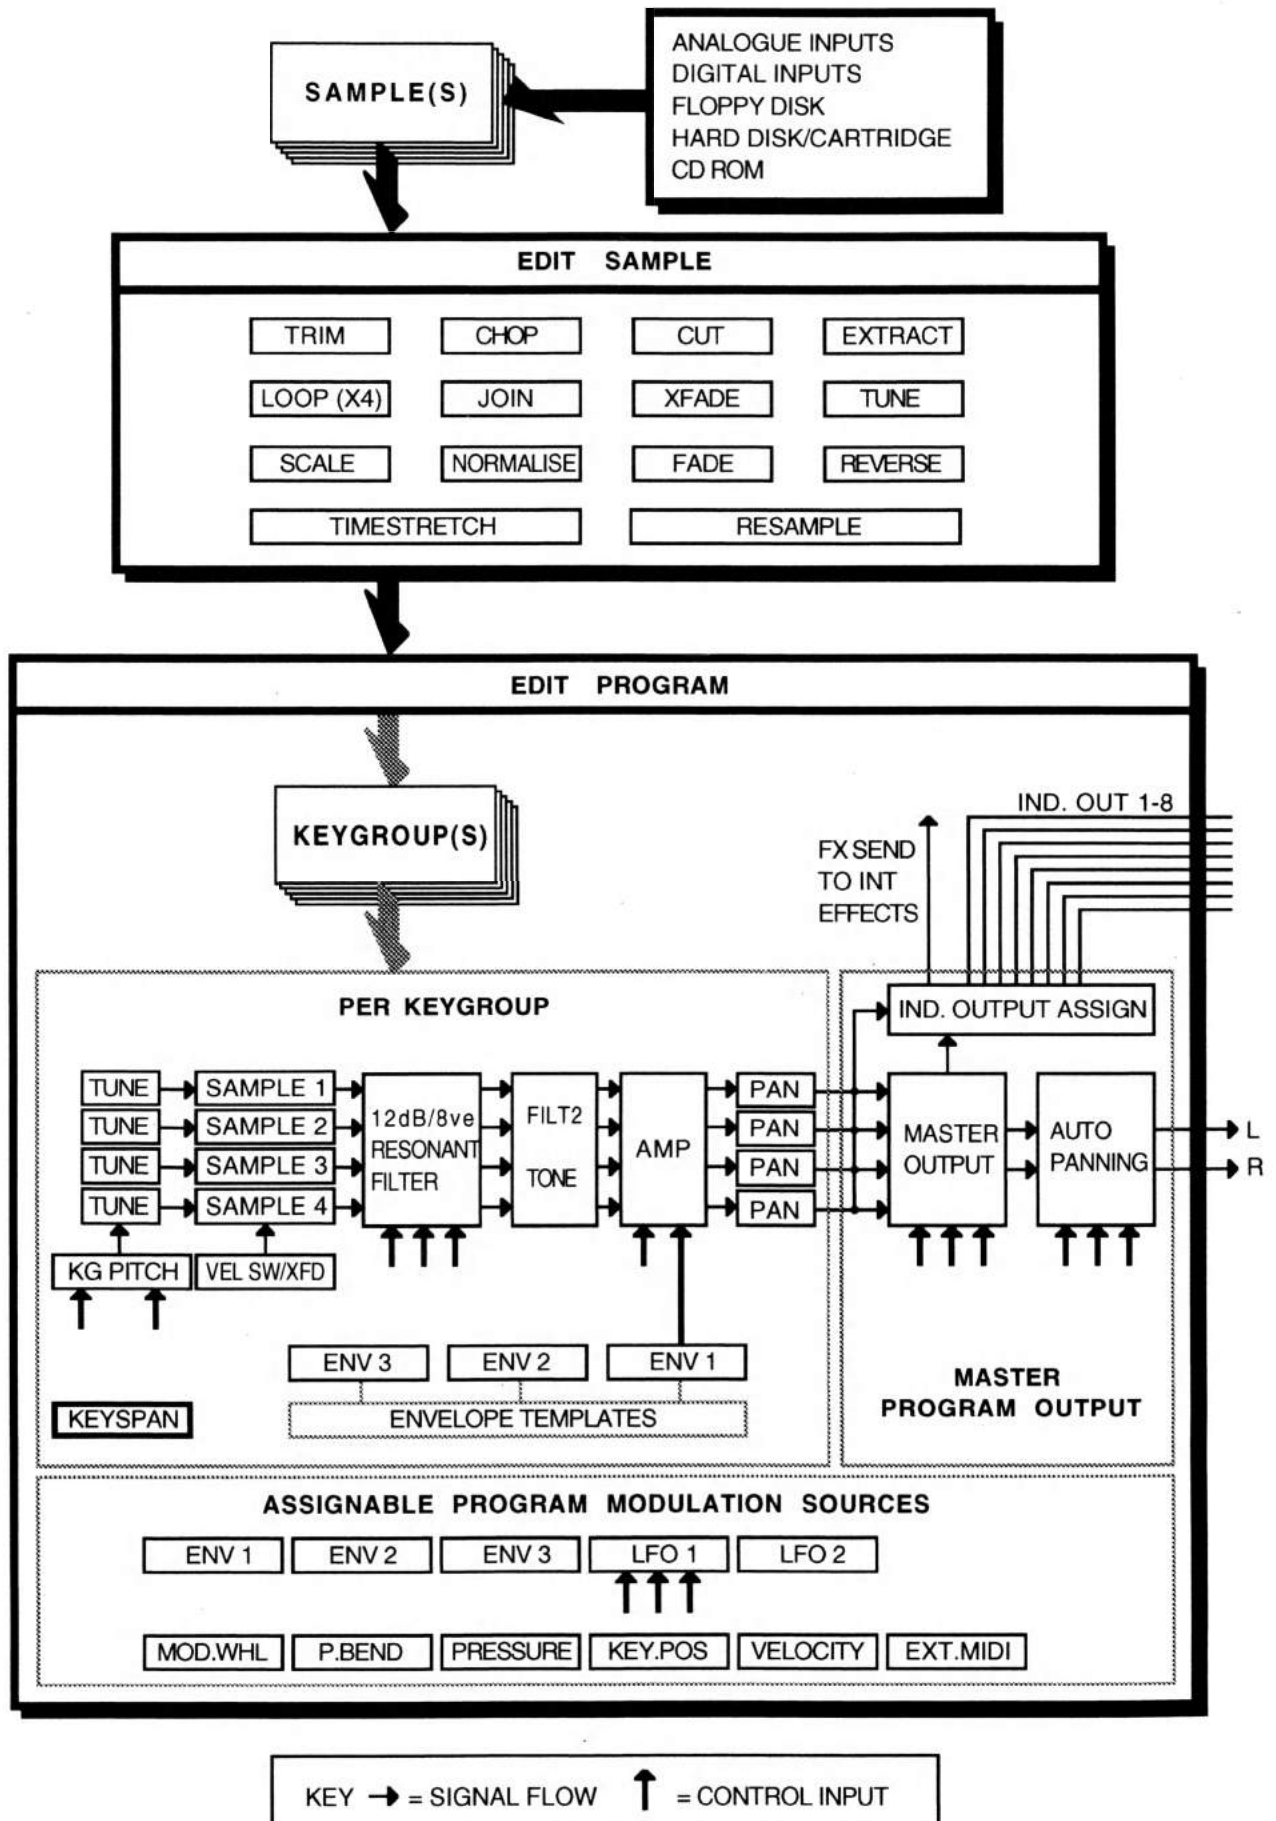 SAMPLE(S)
ANALOGUE INPUTS
DIGITAL INPUTS
FLOPPY DISK
HARD DISK/CARTRIDGE
CD ROM
EDIT SAMPLE
TRIM
CHOP
CUT
EXTRACT
LOOP (X4)
JOIN
XFADE
TUNE
SCALE
NORMALISE
FADE
REVERSE
TIMESTRETCH
RESAMPLE
EDIT PROGRAM
KEYGROUP(S)
IND. OUT 1-8
FX SEND
TO INT
EFFECTS
PER KEYGROUP
IND. OUTPUT ASSIGN
TUNE
SAMPLE 1
TUNE
SAMPLE 2
TUNE
SAMPLE 3
TUNE
SAMPLE 4
12dB/8ve
RESONANT
FILTER
FILT2
TONE
AMP
PAN
PAN
PAN
PAN
MASTER
OUTPUT
AUTO
PANNING
L
R
KG PITCH
VEL SW/XFD
ENV 3
ENV 2
ENV 1
KEYSPAN
ENVELOPE TEMPLATES
MASTER
PROGRAM OUTPUT
ASSIGNABLE PROGRAM MODULATION SOURCES
ENV 1
ENV 2
ENV 3
LFO 1
LFO 2
MOD.WHL
P.BEND
PRESSURE
KEY.POS
VELOCITY
EXT.MIDI
KEY = SIGNAL FLOW = CONTROL INPUT